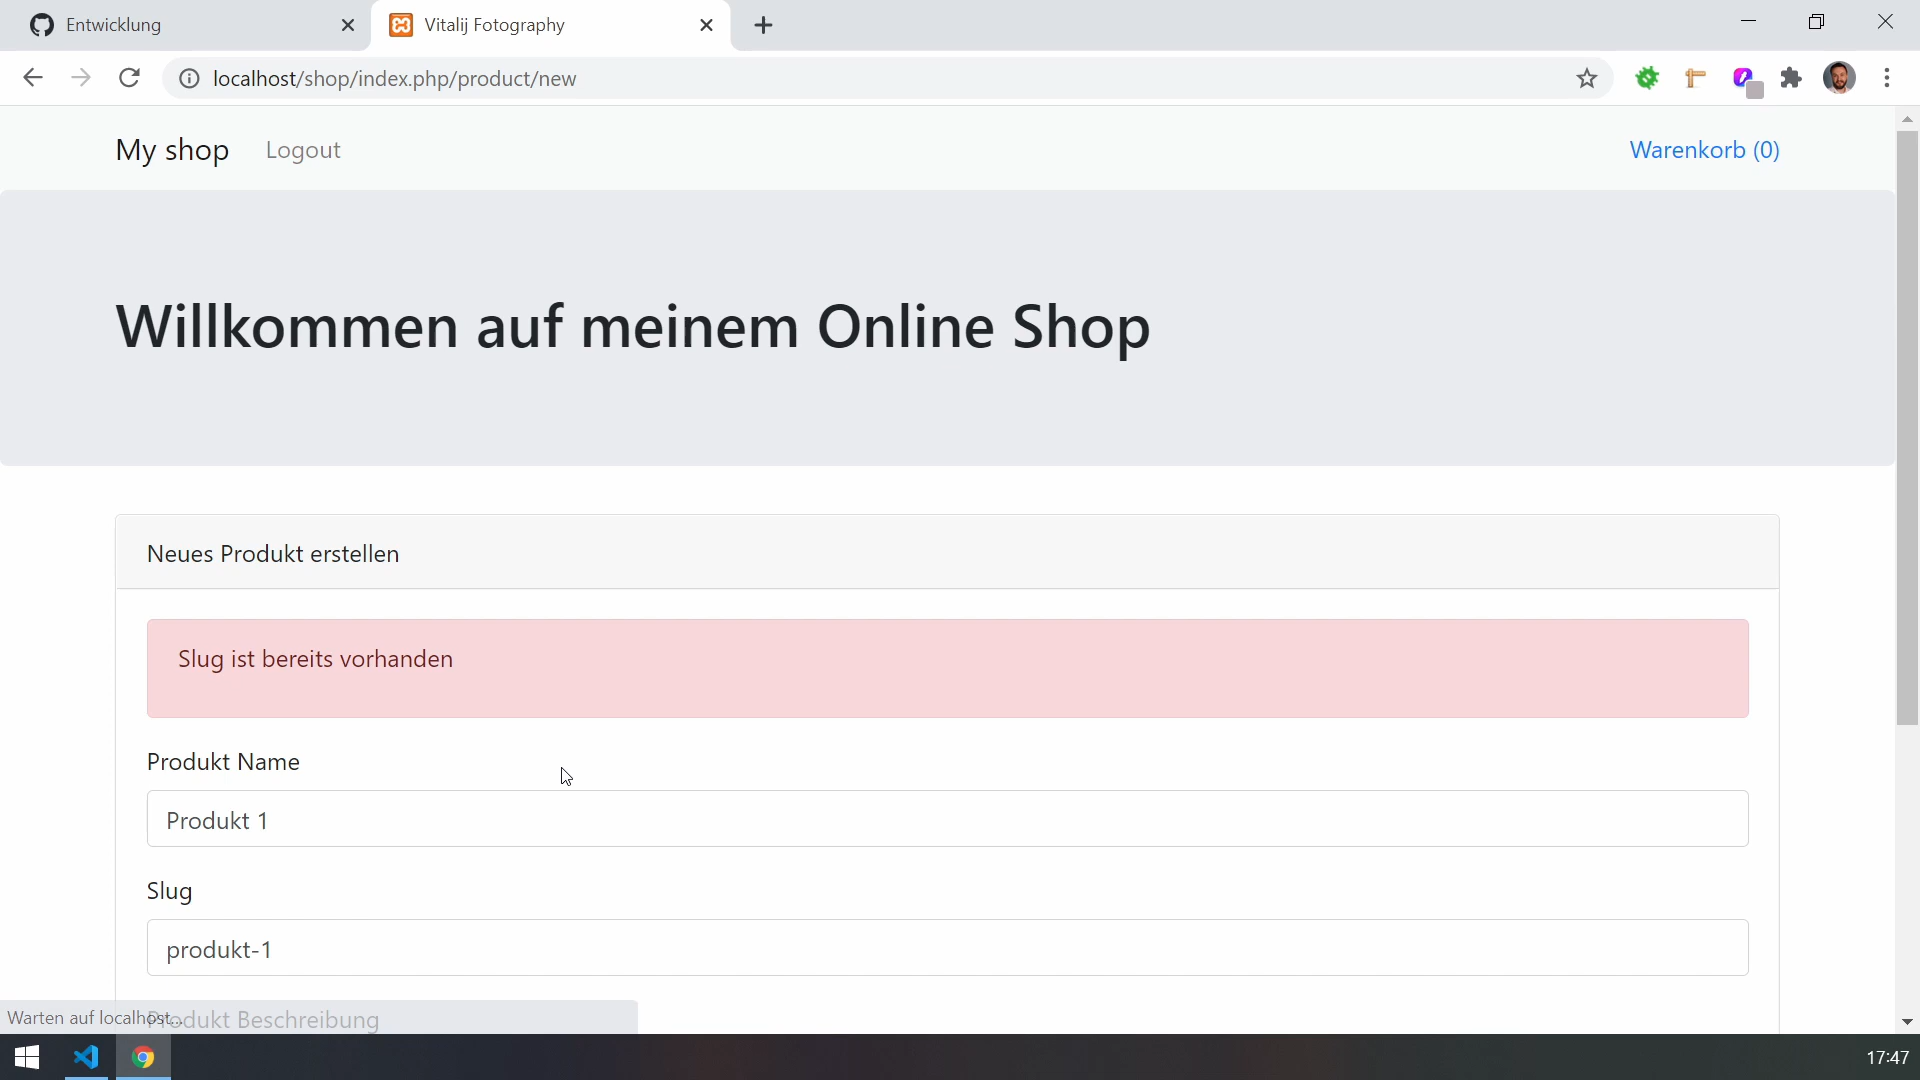 Entwicklung
Vitalij Fotography
localhost/shop/index.php/product/new
My shop
Logout
Warenkorb (0)
Willkommen auf meinem Online Shop
Neues Produkt erstellen
Slug ist bereits vorhanden
Produkt Name
Produkt 1
Slug
produkt-1
Produkt Beschreibung
Warten auf localhost...
17:47